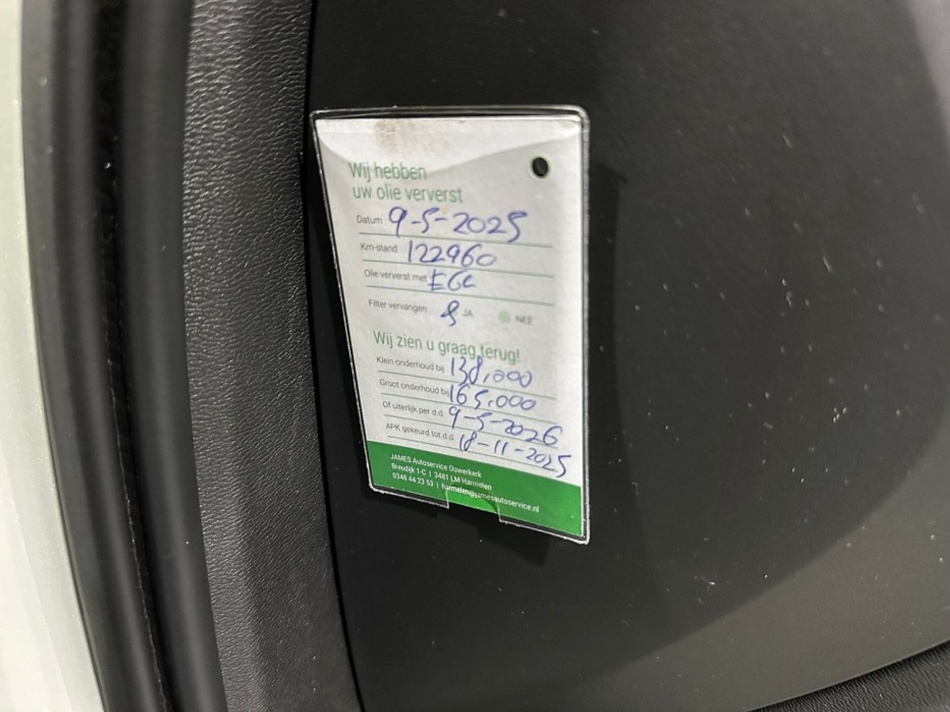 Wij hebben
uw olie ververst
Datum 9-5-2025
Km-stand 122960
Olie ververst met
Filter vervangen JA NEE
Wij zien u graag terug!
Klein onderhoud bij 138,000
Groot onderhoud bij 165,000
Of uiterlijk per d.d. 9-5-2026
APK gekeurd tot d.d. 18-11-2025
JAMES Autoservice Ouwerkerk
Breudijk 1-C | 3481 LM Harmelen
0348 44 23 53 | harmelen@jamesautoservice.nl